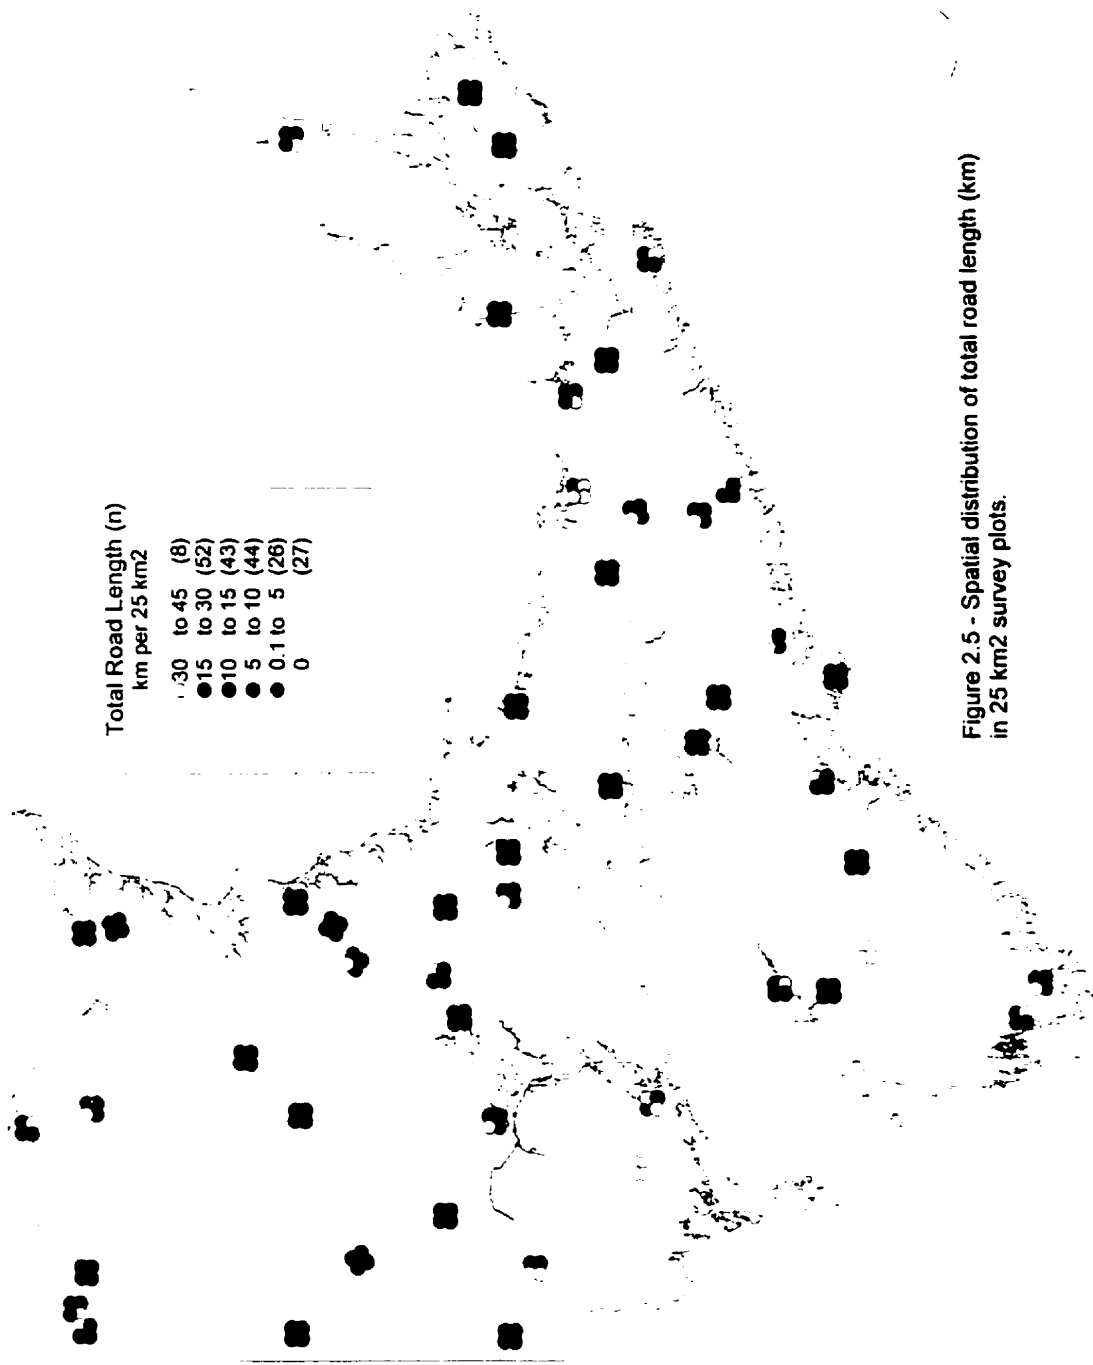 Total Road Length (n)
km per 25 km2
30 to 45 (8)
15 to 30 (52)
10 to 15 (43)
5 to 10 (44)
0.1 to 5 (26)
0 (27)
Figure 2.5 - Spatial distribution of total road length (km)
in 25 km2 survey plots.